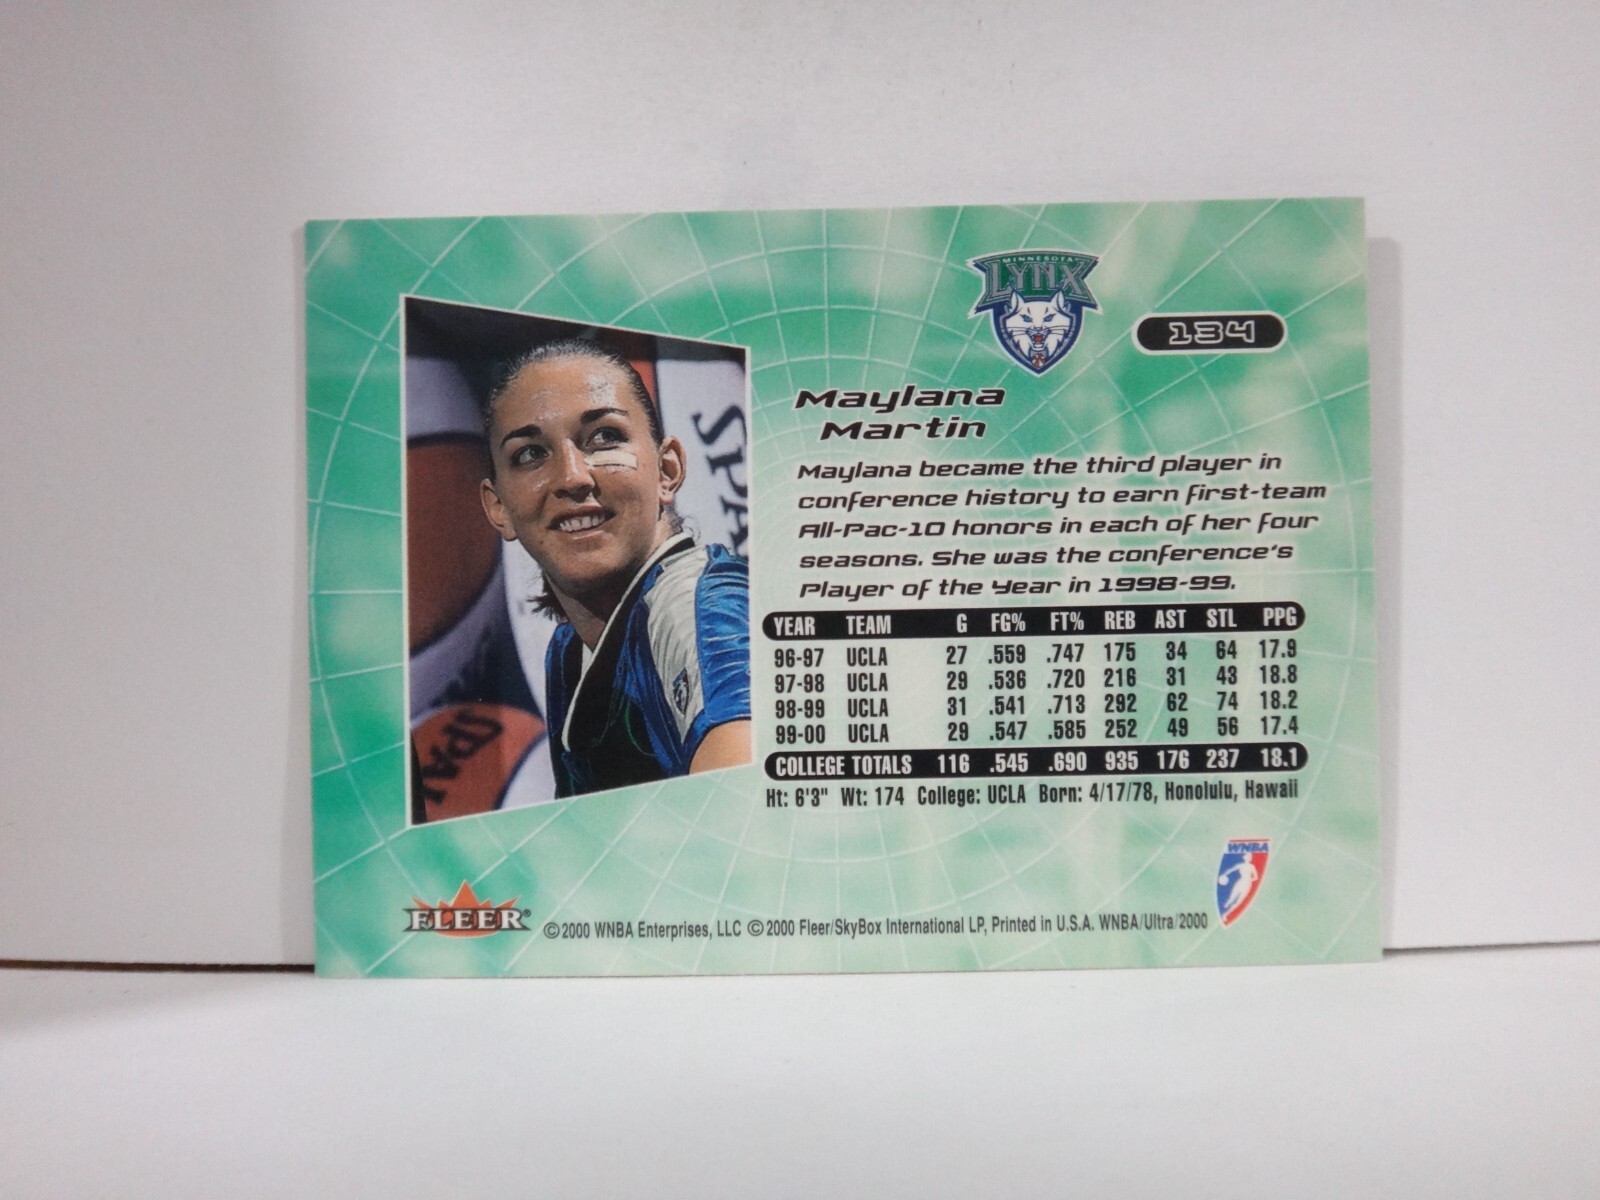 MINNESOTA
LYNX
134
Maylana
Martin
Maylana became the third player in
conference history to earn first-team
All-Pac-10 honors in each of her four
seasons. She was the conference's
Player of the Year in 1998-99.
YEAR TEAM G FG% FT% REB AST STL PPG
96-97 UCLA 27 .559 .747 175 34 64 17.9
97-98 UCLA 29 .536 .720 216 31 43 18.8
98-99 UCLA 31 .541 .713 292 62 74 18.2
99-00 UCLA 29 .547 .585 252 49 56 17.4
COLLEGE TOTALS 116 .545 .690 935 176 237 18.1
Ht: 6'3" Wt: 174 College: UCLA Born: 4/17/78, Honolulu, Hawaii
WNBA
FLEER®
©2000 WNBA Enterprises, LLC ©2000 Fleer/SkyBox International LP, Printed in U.S.A. WNBA/Ultra/2000